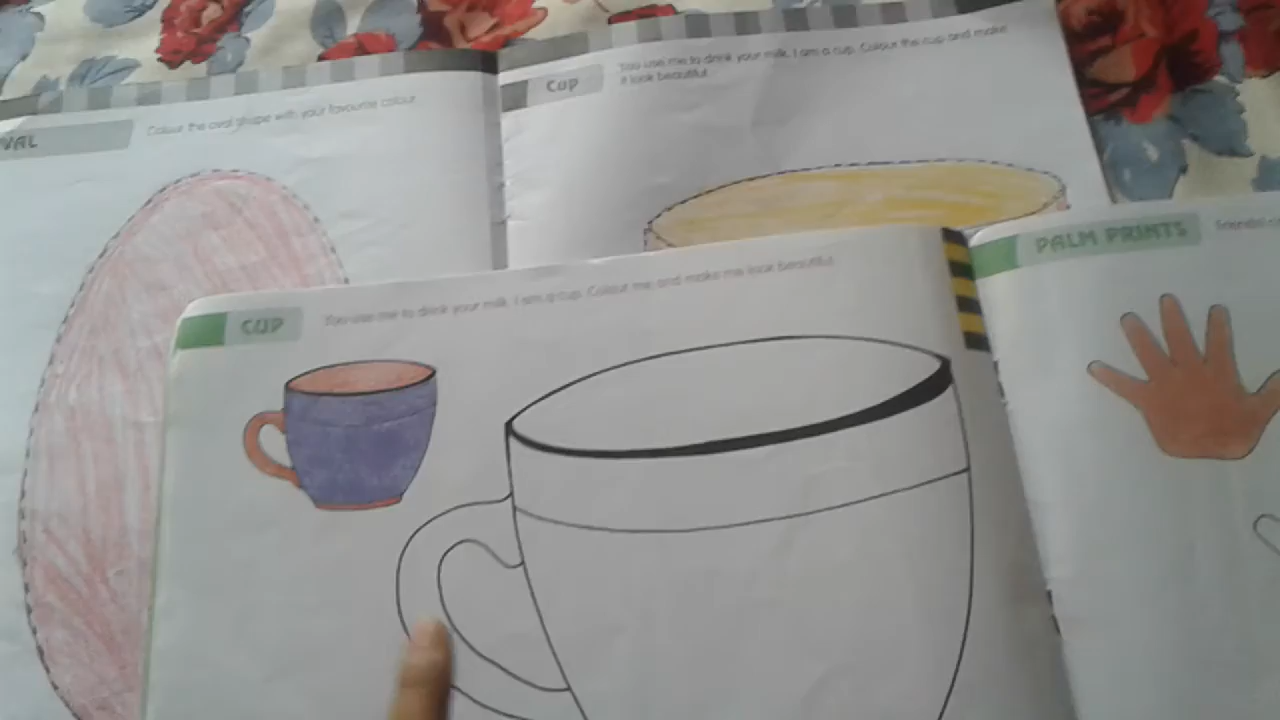 VAL
Colour the oval shape with your favourite colour
Cup
You use me to drink your milk. I am a cup. Colour the cup and make
it look beautiful.
CUP
You use me to drink your milk. I am a cup. Colour me and make me look beautiful.
PALM PRINTS